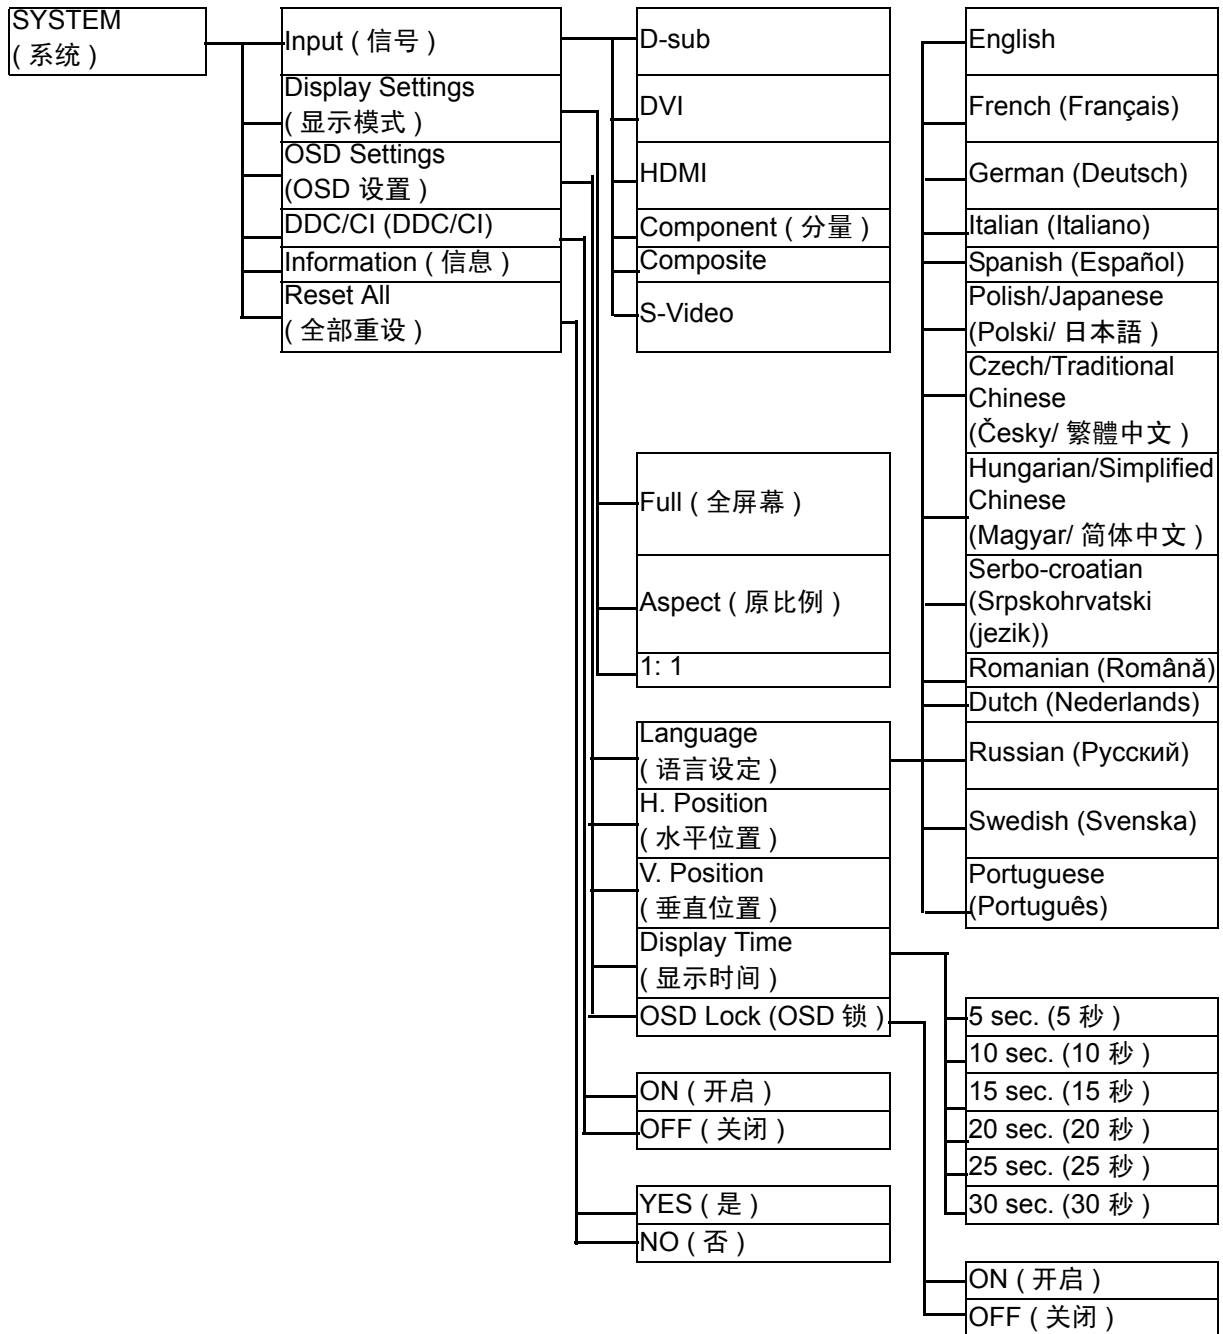 SYSTEM
( 系统 )
Input ( 信号 )
Display Settings
( 显示模式 )
OSD Settings
(OSD 设置 )
DDC/CI (DDC/CI)
Information ( 信息 )
Reset All
( 全部重设 )
D-sub
DVI
HDMI
Component ( 分量 )
Composite
S-Video
Full ( 全屏幕 )
Aspect ( 原比例 )
1: 1
Language
( 语言设定 )
H. Position
( 水平位置 )
V. Position
( 垂直位置 )
Display Time
( 显示时间 )
OSD Lock (OSD 锁 )
ON ( 开启 )
OFF ( 关闭 )
YES ( 是 )
NO ( 否 )
English
French (Français)
German (Deutsch)
Italian (Italiano)
Spanish (Español)
Polish/Japanese
(Polski/ 日本語 )
Czech/Traditional
Chinese
(Česky/ 繁體中文 )
Hungarian/Simplified
Chinese
(Magyar/ 简体中文 )
Serbo-croatian
(Srpskohrvatski
(jezik))
Romanian (Română)
Dutch (Nederlands)
Russian (Русский)
Swedish (Svenska)
Portuguese
(Português)
5 sec. (5 秒 )
10 sec. (10 秒 )
15 sec. (15 秒 )
20 sec. (20 秒 )
25 sec. (25 秒 )
30 sec. (30 秒 )
ON ( 开启 )
OFF ( 关闭 )